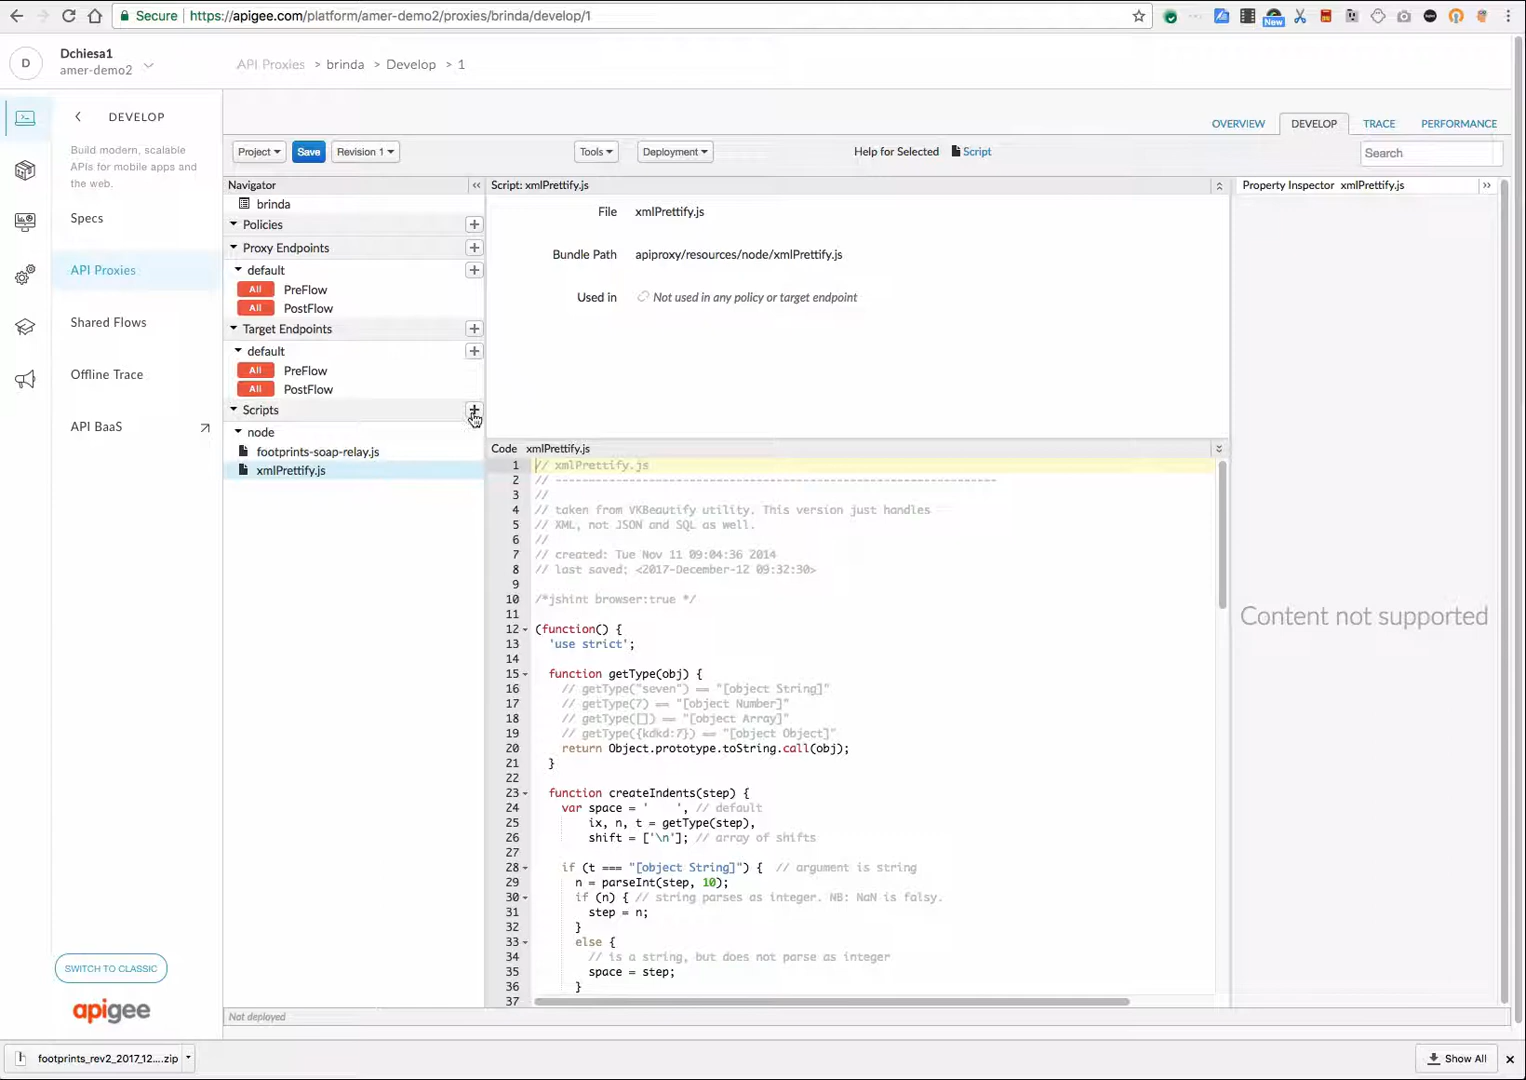 Secure https://apigee.com/platform/amer-demo2/proxies/brinda/develop/1
New
D
Dchiesa1
amer-demo2
API Proxies > brinda > Develop > 1
DEVELOP
Build modern, scalable
APIs for mobile apps and
the web.
Specs
API Proxies
Shared Flows
Offline Trace
API BaaS
SWITCH TO CLASSIC
apigee
OVERVIEW DEVELOP TRACE PERFORMANCE
Project Save Revision 1 Tools Deployment Help for Selected Script Search
Navigator
brinda
Policies
Proxy Endpoints
default
All PreFlow
All PostFlow
Target Endpoints
default
All PreFlow
All PostFlow
Scripts
node
footprints-soap-relay.js
xmlPrettify.js
Script: xmlPrettify.js
File xmlPrettify.js
Bundle Path apiproxy/resources/node/xmlPrettify.js
Used in Not used in any policy or target endpoint
Code xmlPrettify.js
1 // xmlPrettify.js
2 // ------------------------------------------------------------------
3 //
4 // taken from VKBeautify utility. This version just handles
5 // XML, not JSON and SQL as well.
6 //
7 // created: Tue Nov 11 09:04:36 2014
8 // last saved: <2017-December-12 09:32:30>
9
10 /*jshint browser:true */
11
12 (function() {
13 'use strict';
14
15 function getType(obj) {
16 // getType("seven") == "[object String]"
17 // getType(7) == "[object Number]"
18 // getType([]) == "[object Array]"
19 // getType({kdkd:7}) == "[object Object]"
20 return Object.prototype.toString.call(obj);
21 }
22
23 function createIndents(step) {
24 var space = '    ', // default
25 ix, n, t = getType(step),
26 shift = ['\n']; // array of shifts
27
28 if (t === "[object String]") { // argument is string
29 n = parseInt(step, 10);
30 if (n) { // string parses as integer. NB: NaN is falsy.
31 step = n;
32 }
33 else {
34 // is a string, but does not parse as integer
35 space = step;
36 }
37
Property Inspector xmlPrettify.js
Content not supported
Not deployed
footprints_rev2_2017_12....zip
Show All